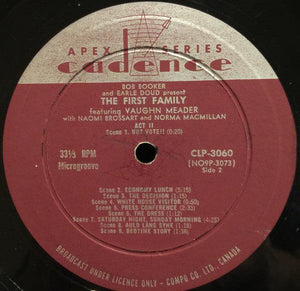 APEX SERIES
cadence
BOB BOOKER
and EARLE DOUD present
THE FIRST FAMILY
featuring VAUGHN MEADER
with NAOMI BROSSART and NORMA MACMILLAN
ACT II
Scene 1. BUT VOTE!! (0:20)
33⅓ RPM
Microgroove
CLP-3060
[NO9P-3073]
Side 2
Scene 2. ECONOMY LUNCH (5:15)
Scene 3. THE DECISION (1:15)
Scene 4. WHITE HOUSE VISITOR (0:50)
Scene 5. PRESS CONFERENCE (2:33)
Scene 6. THE DRESS (1:12)
Scene 7. SATURDAY NIGHT, SUNDAY MORNING (4:25)
Scene 8. AULD LANG SYNE (1:20)
Scene 9. BEDTIME STORY (1:38)
BROADCAST UNDER LICENCE ONLY - COMPO CO. LTD., CANADA